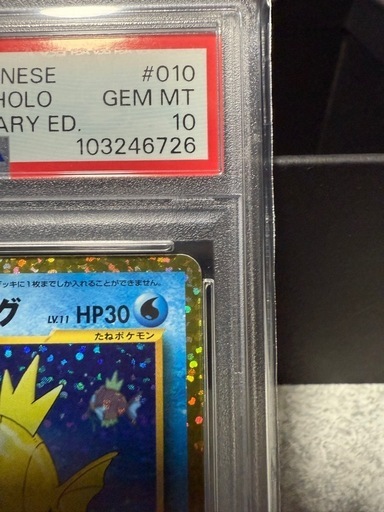 NESE #010
HOLO GEM MT
ARY ED. 10
103246726
デッキに1枚までしか入れることができません。
グ LV.11 HP30
たねポケモン